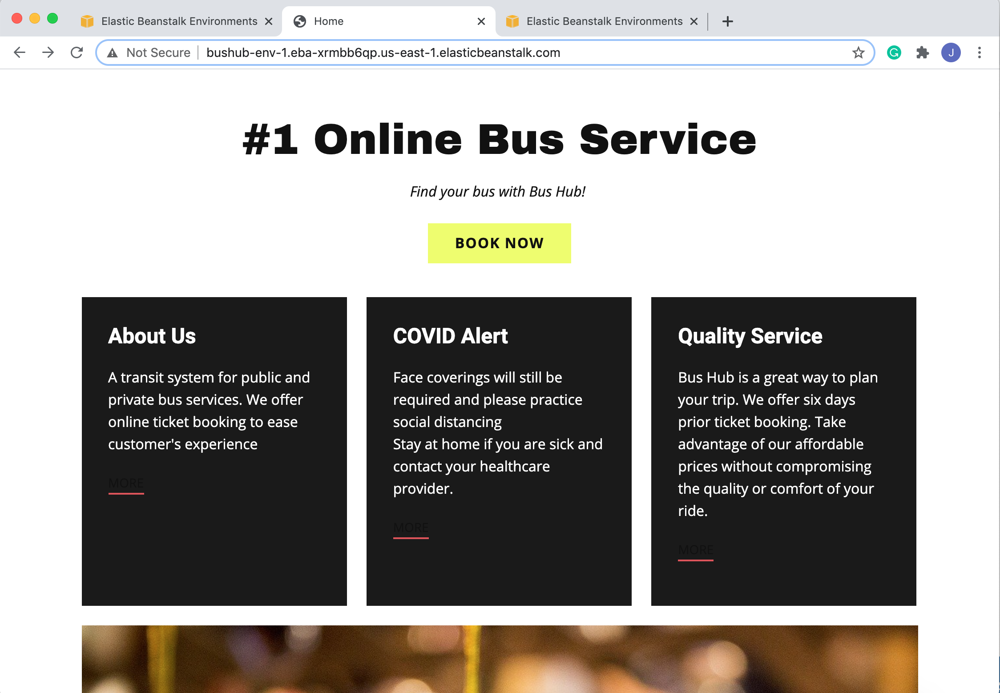 Elastic Beanstalk Environments
Home
Elastic Beanstalk Environments
Not Secure
bushub-env-1.eba-xrmbb6qp.us-east-1.elasticbeanstalk.com
J
#1 Online Bus Service
Find your bus with Bus Hub!
BOOK NOW
About Us
A transit system for public and
private bus services. We offer
online ticket booking to ease
customer's experience
MORE
COVID Alert
Face coverings will still be
required and please practice
social distancing
Stay at home if you are sick and
contact your healthcare
provider.
MORE
Quality Service
Bus Hub is a great way to plan
your trip. We offer six days
prior ticket booking. Take
advantage of our affordable
prices without compromising
the quality or comfort of your
ride.
MORE